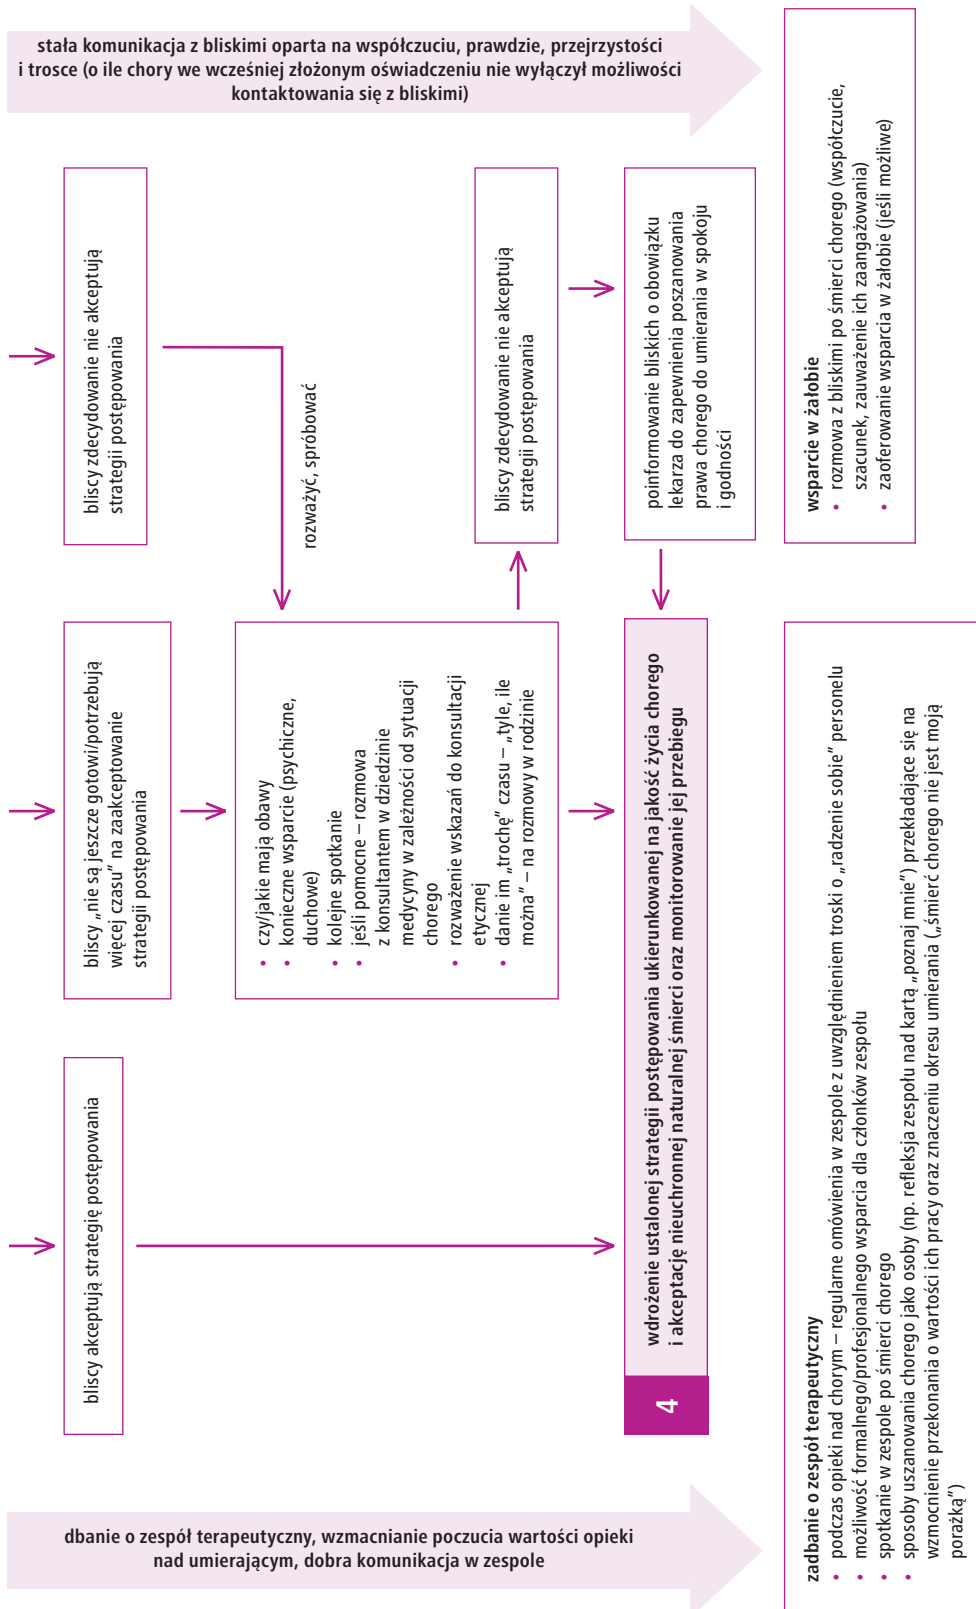 stała komunikacja z bliskimi oparta na współczuciu, prawdzie, przejrzystości
i trosce (o ile chory we wcześniej złożonym oświadczeniu nie wyłączył możliwości
kontaktowania się z bliskimi)
bliscy zdecydowanie nie akceptują
strategii postępowania
bliscy „nie są jeszcze gotowi/potrzebują
więcej czasu” na zaakceptowanie
strategii postępowania
bliscy akceptują strategię postępowania
rozważyć, spróbować
• czy/jakie mają obawy
• konieczne wsparcie (psychiczne,
duchowe)
• kolejne spotkanie
• jeśli pomocne – rozmowa
z konsultantem w dziedzinie
medycyny w zależności od sytuacji
chorego
• rozważenie wskazań do konsultacji
etycznej
• danie im „trochę” czasu – „tyle, ile
można” – na rozmowy w rodzinie
bliscy zdecydowanie nie akceptują
strategii postępowania
poinformowanie bliskich o obowiązku
lekarza do zapewnienia poszanowania
prawa chorego do umierania w spokoju
i godności
4
wdrożenie ustalonej strategii postępowania ukierunkowanej na jakość życia chorego
i akceptację nieuchronnej naturalnej śmierci oraz monitorowanie jej przebiegu
dbanie o zespół terapeutyczny, wzmacnianie poczucia wartości opieki
nad umierającym, dobra komunikacja w zespole
zadbanie o zespół terapeutyczny
• podczas opieki nad chorym – regularne omówienia w zespole z uwzględnieniem troski o „radzenie sobie” personelu
• możliwość formalnego/profesjonalnego wsparcia dla członków zespołu
• spotkanie w zespole po śmierci chorego
• sposoby uszanowania chorego jako osoby (np. refleksja zespołu nad kartą „poznaj mnie”) przekładające się na
wzmocnienie przekonania o wartości ich pracy oraz znaczeniu okresu umierania („śmierć chorego nie jest moją
porażką”)
wsparcie w żałobie
• rozmowa z bliskimi po śmierci chorego (współczucie,
szacunek, zauważenie ich zaangażowania)
• zaoferowanie wsparcia w żałobie (jeśli możliwe)